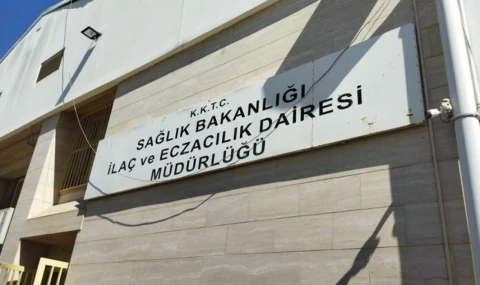 K.K.T.C.
SAĞLIK BAKANLIĞI
İLAÇ ve ECZACILIK DAİRESİ
MÜDÜRLÜĞÜ